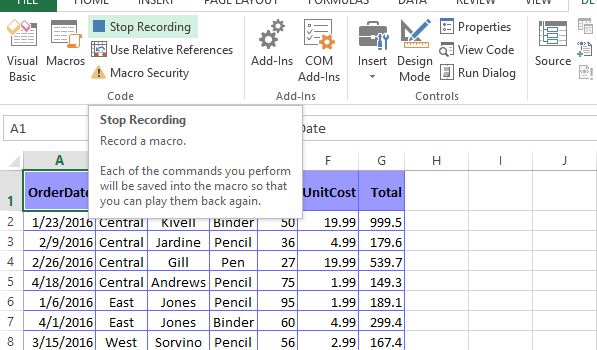 FILE HOME INSERT PAGE LAYOUT FORMULAS DATA REVIEW VIEW
Stop Recording
Use Relative References
Macro Security
Visual
Basic
Macros
Code
Add-Ins
COM
Add-Ins
Add-Ins
Insert
Design
Mode
Properties
View Code
Run Dialog
Controls
Source
Stop Recording
Record a macro.
Each of the commands you perform
will be saved into the macro so that
you can play them back again.
A1
Date
A F G H I J
1 OrderDate UnitCost Total
2 1/23/2016 Central Kivell Binder 50 19.99 999.5
3 2/9/2016 Central Jardine Pencil 36 4.99 179.6
4 2/26/2016 Central Gill Pen 27 19.99 539.7
5 4/18/2016 Central Andrews Pencil 75 1.99 149.3
6 1/6/2016 East Jones Pencil 95 1.99 189.1
7 4/1/2016 East Jones Binder 60 4.99 299.4
8 3/15/2016 West Sorvino Pencil 56 2.99 167.4